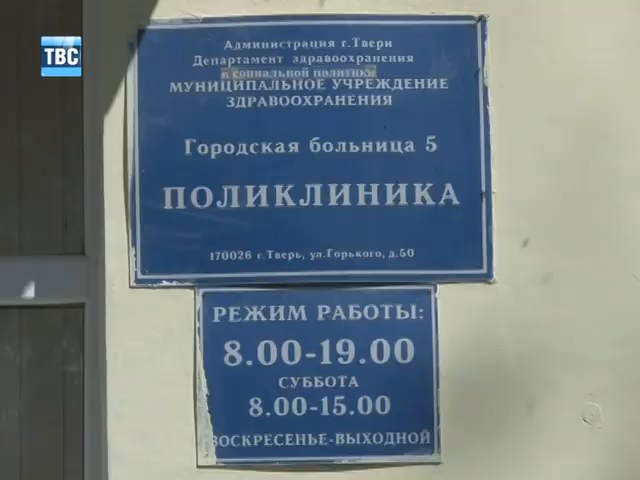 ТВС
Администрация г.Твери
Департамент здравоохранения
и социальной политики
МУНИЦИПАЛЬНОЕ УЧРЕЖДЕНИЕ
ЗДРАВООХРАНЕНИЯ
Городская больница 5
ПОЛИКЛИНИКА
170026 г.Тверь, ул.Горького, д.50
РЕЖИМ РАБОТЫ:
8.00-19.00
СУББОТА
8.00-15.00
ВОСКРЕСЕНЬЕ-ВЫХОДНОЙ